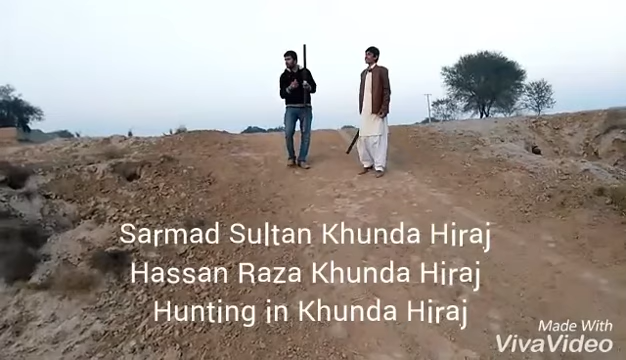 Sarmad Sultan Khunda Hiraj
Hassan Raza Khunda Hiraj
Hunting in Khunda Hiraj
Made With
VivaVideo